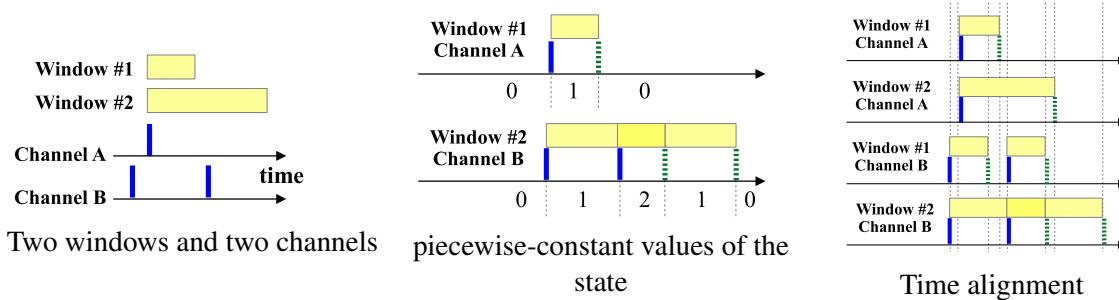 Window #1
Window #2
Channel A
time
Channel B
Two windows and two channels
Window #1
Channel A
0 1 0
Window #2
Channel B
0 1 2 1 0
piecewise-constant values of the
state
Window #1
Channel A
Window #2
Channel A
Window #1
Channel B
Window #2
Channel B
Time alignment